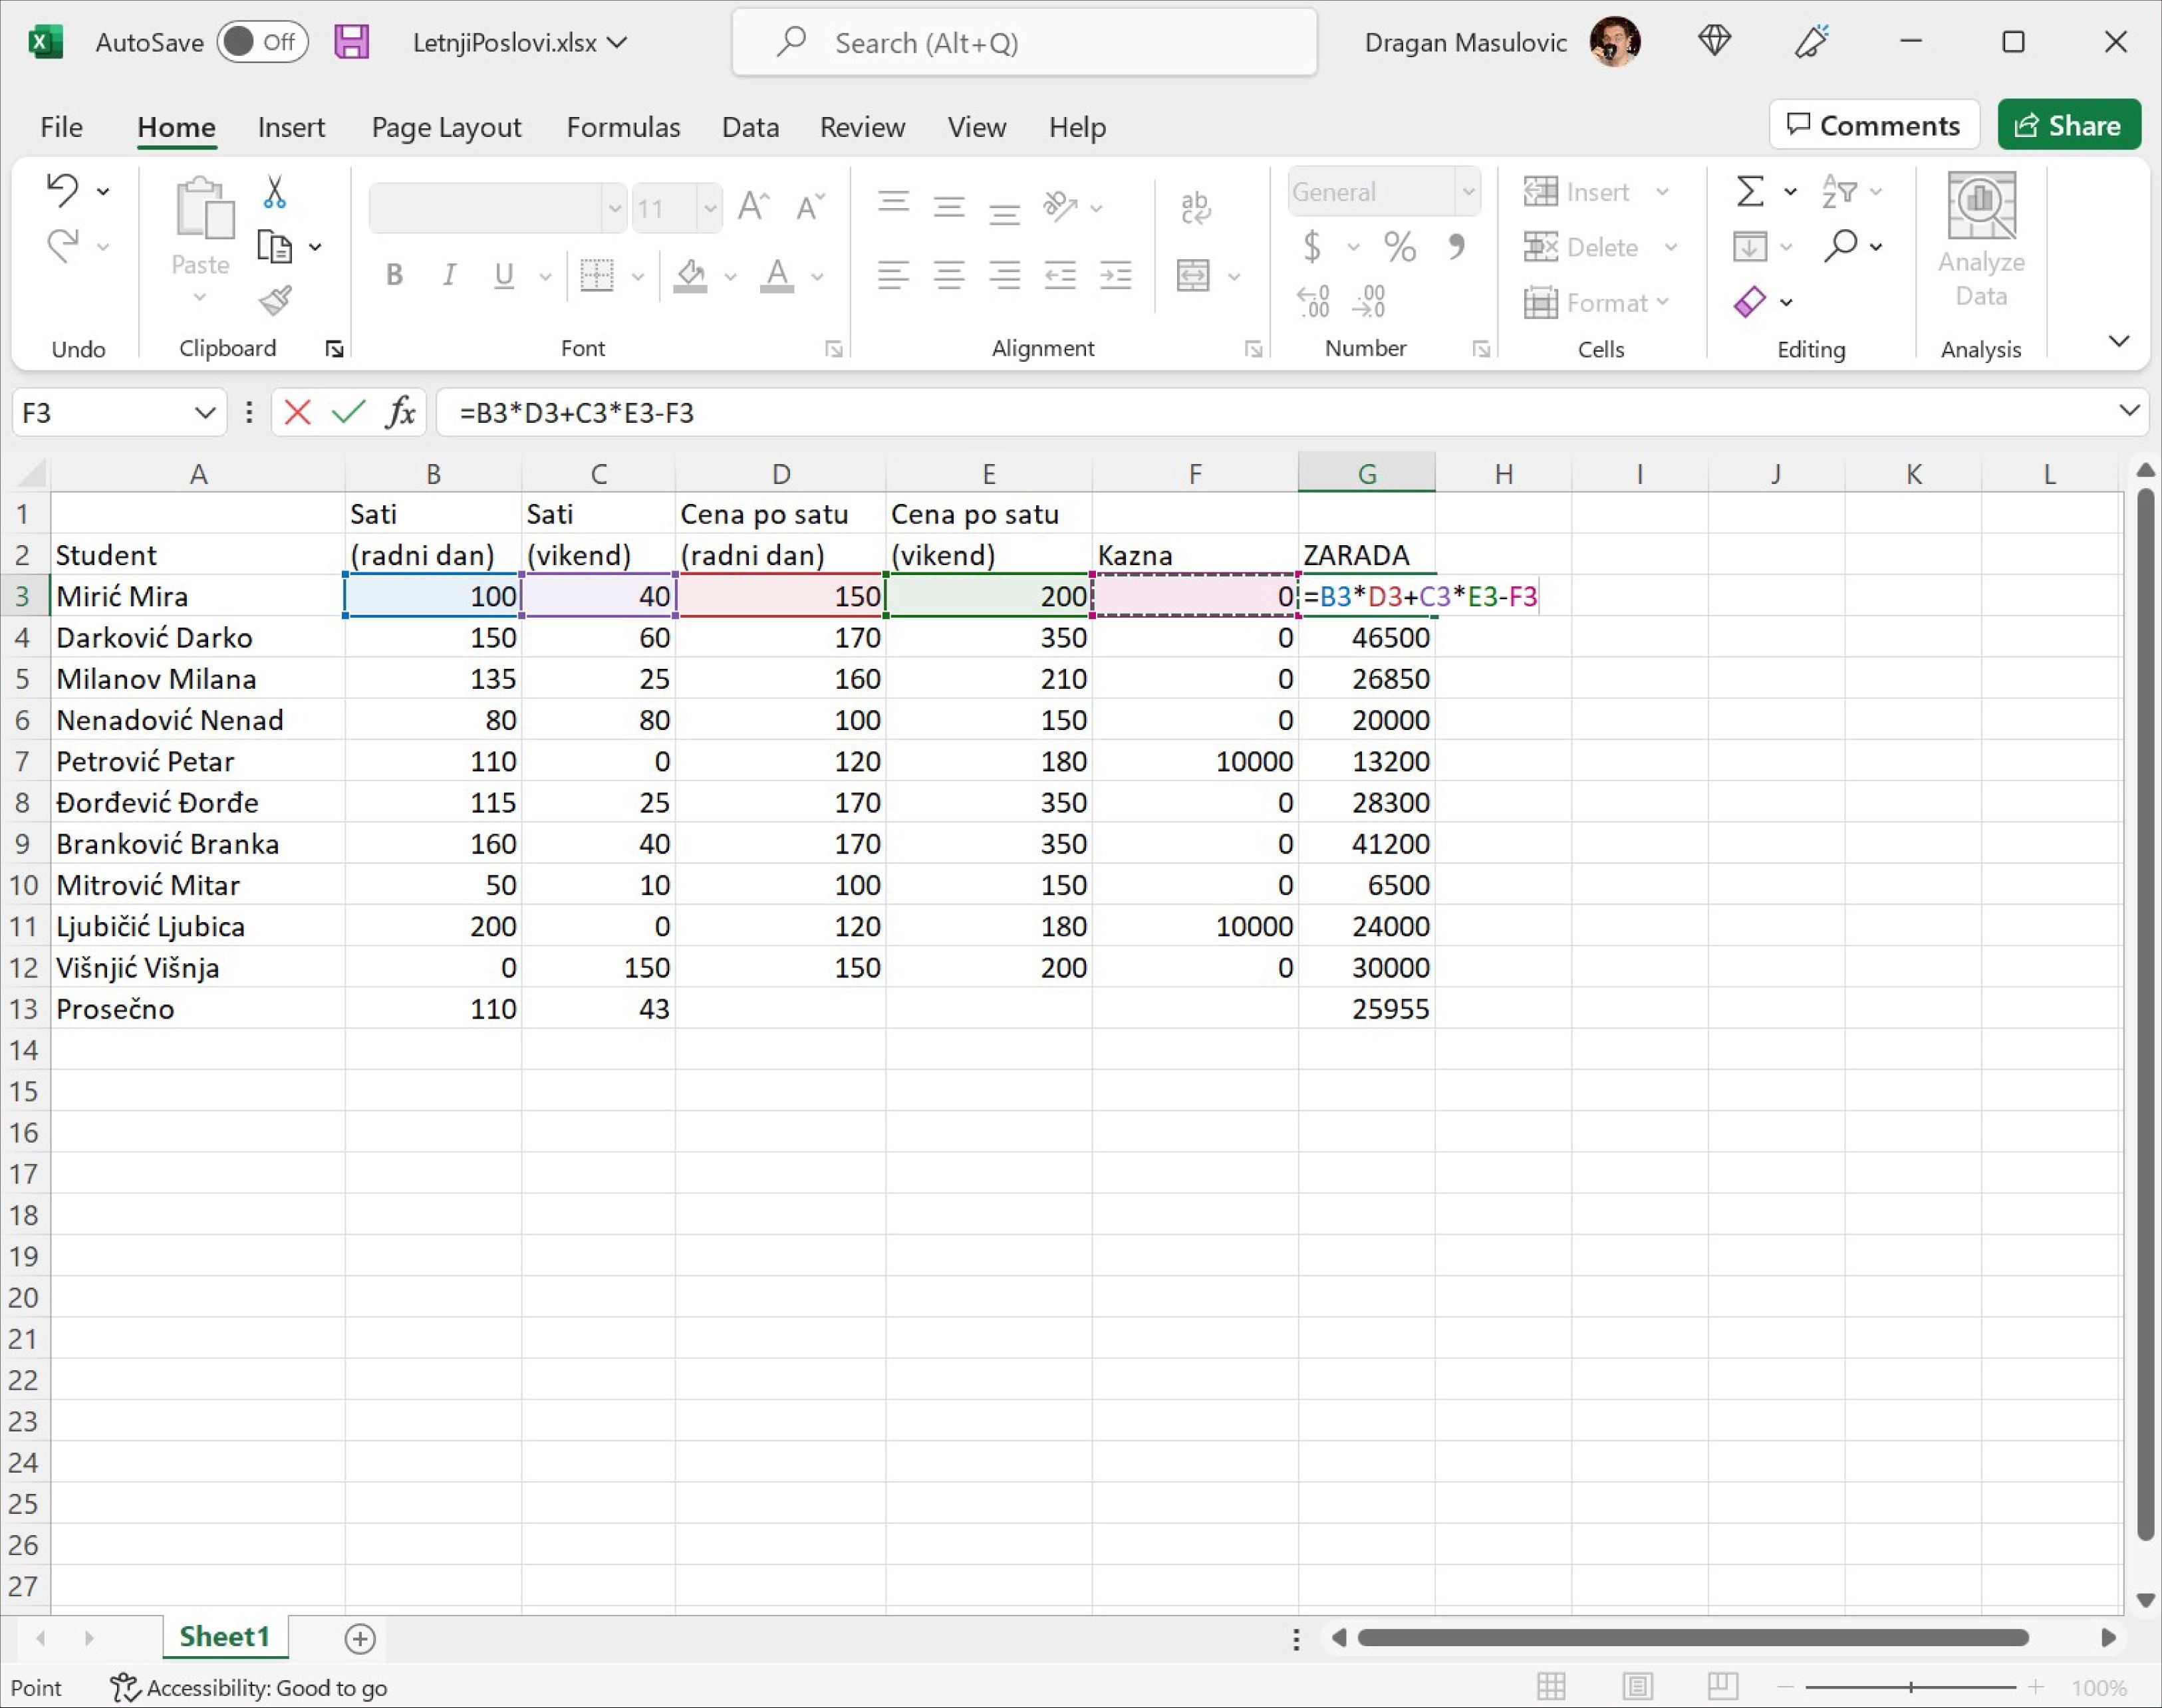 AutoSave Off LetnjiPoslovi.xlsx Search (Alt+Q) Dragan Masulovic
File Home Insert Page Layout Formulas Data Review View Help Comments Share
Undo
Paste
Clipboard
11
B I U A
Font
ab
Alignment
General
$ % 9
Number
Insert
Delete
Format
Cells
Editing
Analyze
Data
Analysis
F3 fx =B3*D3+C3*E3-F3
A B C D E F G H I J K L
1 Sati Sati Cena po satu Cena po satu
2 Student (radni dan) (vikend) (radni dan) (vikend) Kazna ZARADA
3 Mirić Mira 100 40 150 200 0 =B3*D3+C3*E3-F3
4 Darković Darko 150 60 170 350 0 46500
5 Milanov Milana 135 25 160 210 0 26850
6 Nenadović Nenad 80 80 100 150 0 20000
7 Petrović Petar 110 0 120 180 10000 13200
8 Đorđević Đorđe 115 25 170 350 0 28300
9 Branković Branka 160 40 170 350 0 41200
10 Mitrović Mitar 50 10 100 150 0 6500
11 Ljubičić Ljubica 200 0 120 180 10000 24000
12 Višnjić Višnja 0 150 150 200 0 30000
13 Prosečno 110 43 25955
14
15
16
17
18
19
20
21
22
23
24
25
26
27
Sheet1
Point Accessibility: Good to go 100%